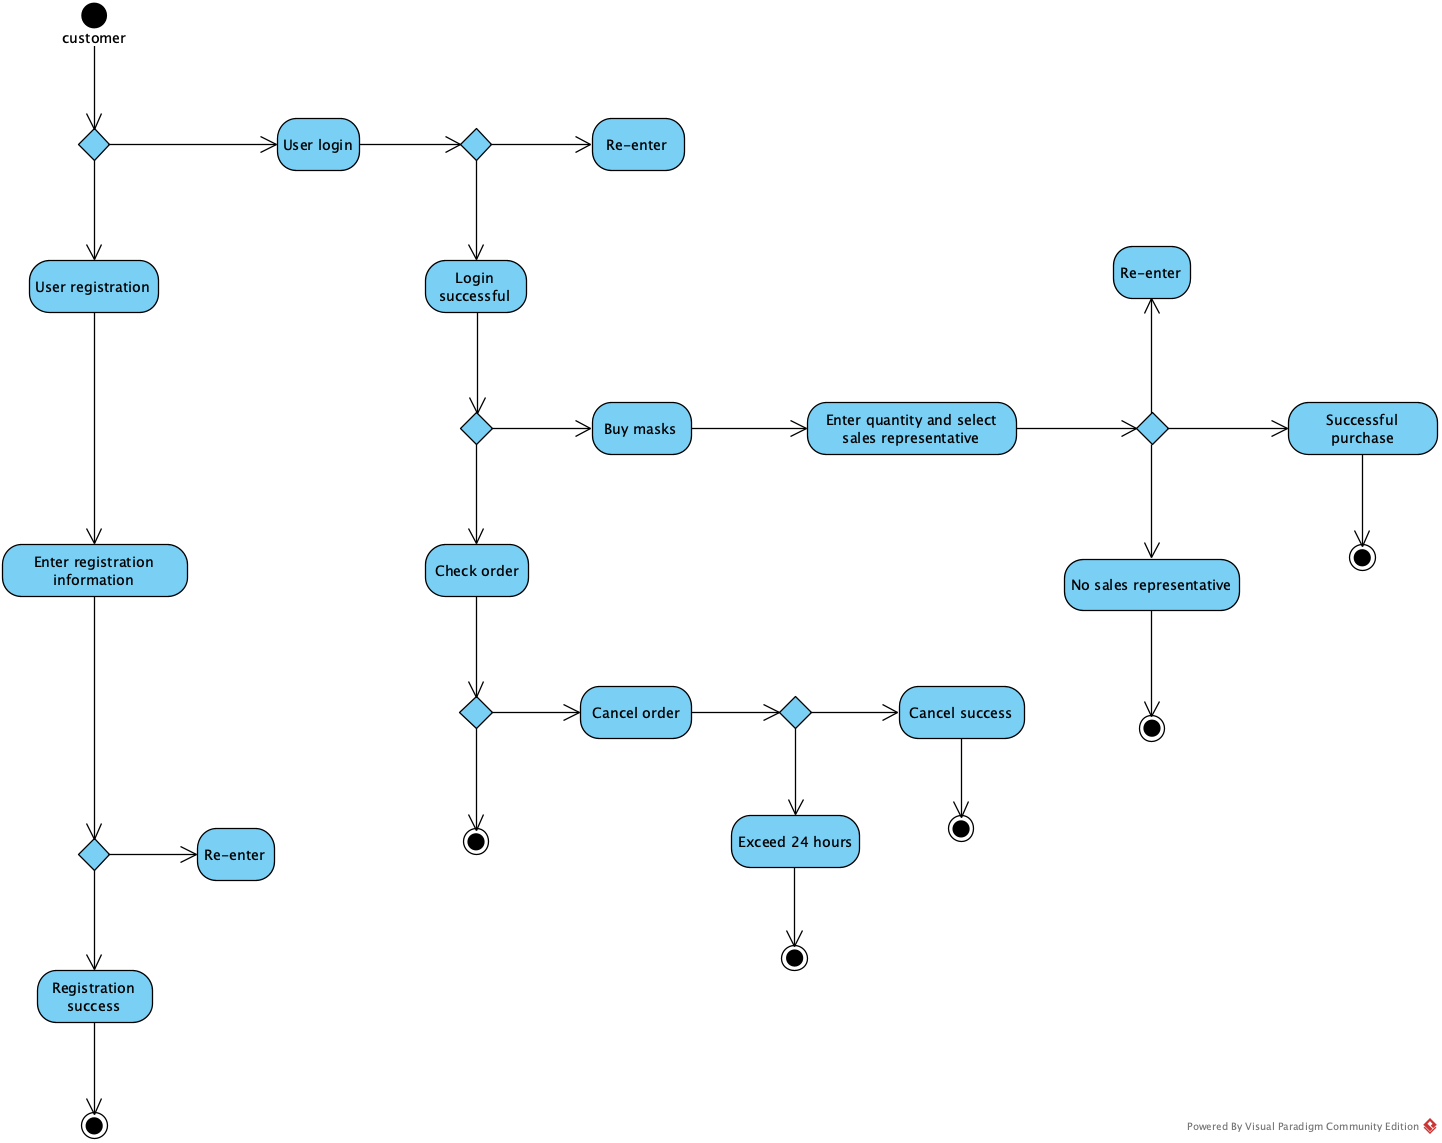 customer
User login
Re-enter
User registration
Login
successful
Re-enter
Buy masks
Enter quantity and select
sales representative
Successful
purchase
Enter registration
information
Check order
No sales representative
Cancel order
Cancel success
Exceed 24 hours
Re-enter
Registration
success
Powered By Visual Paradigm Community Edition